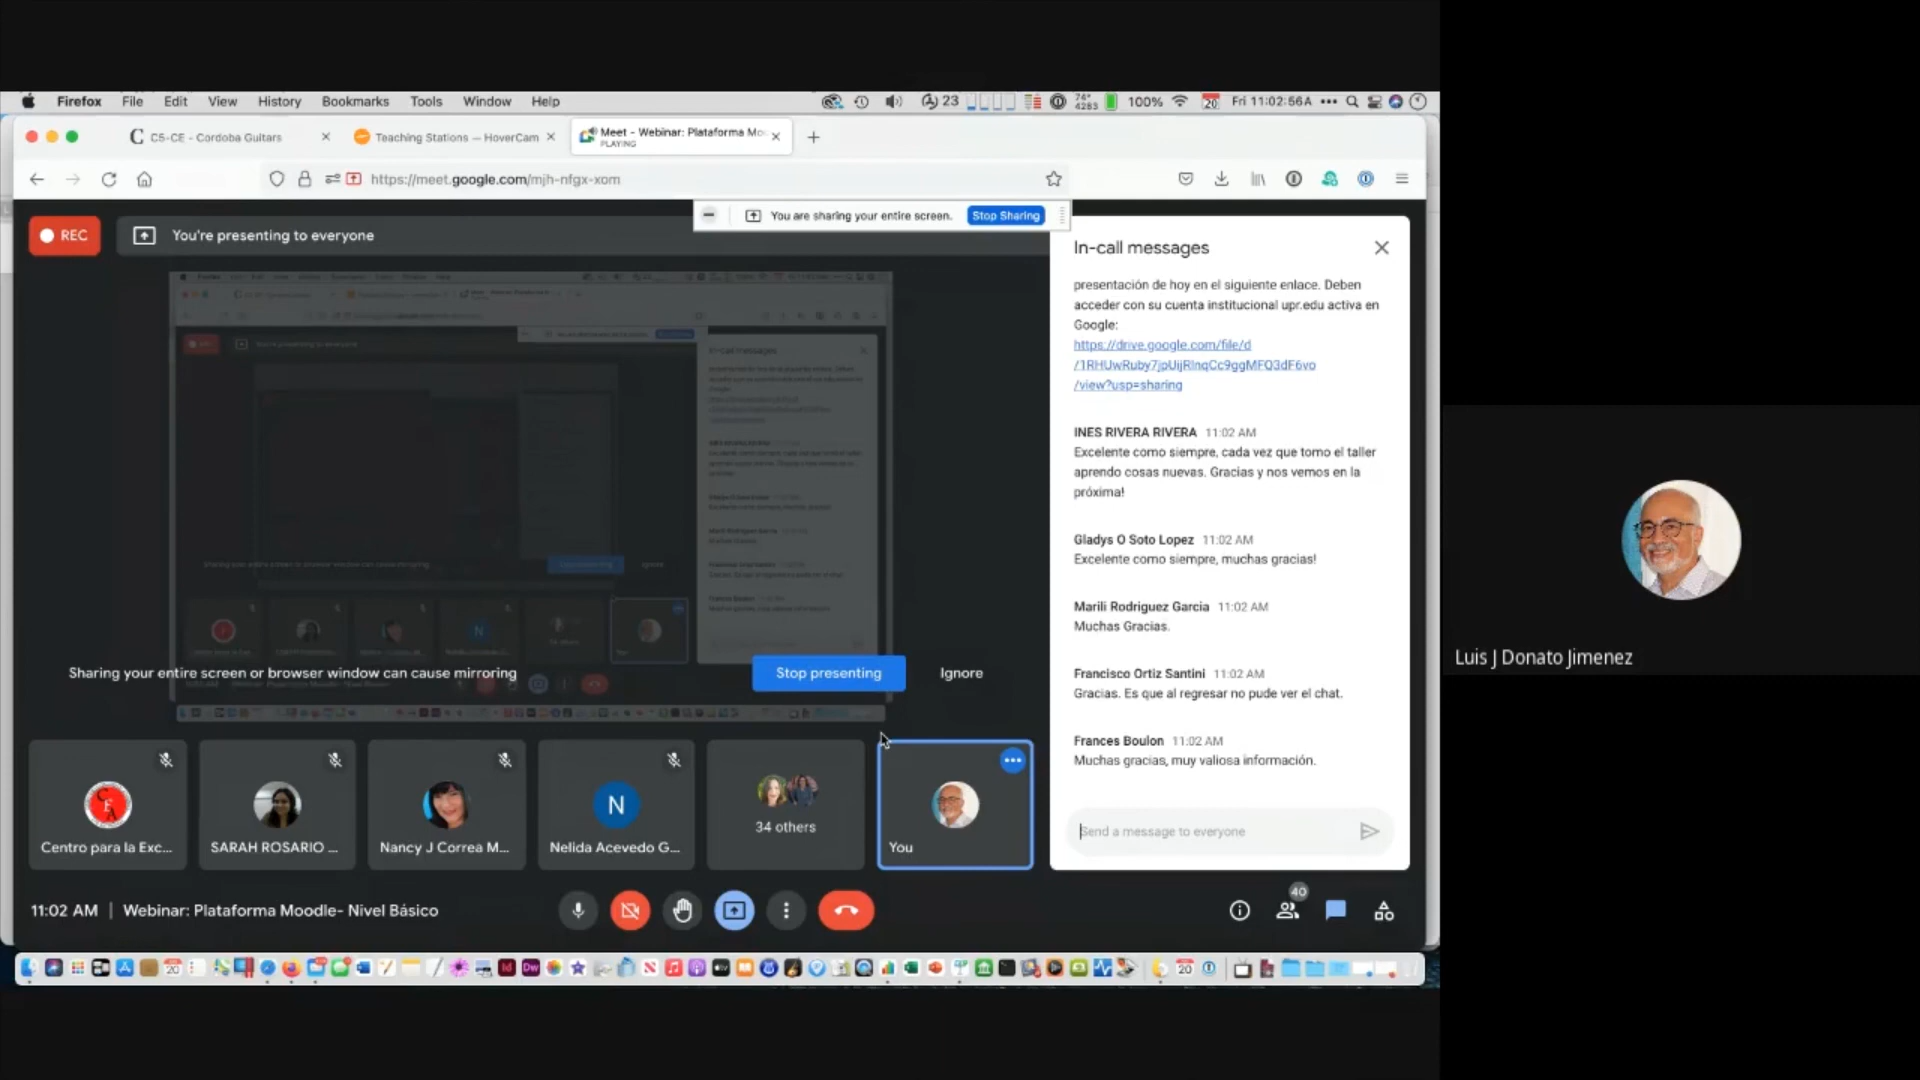 Firefox File Edit View History Bookmarks Tools Window Help
23 74° 4283 100% 20 Fri 11:02:56A
C5-CE - Cordoba Guitars
Teaching Stations — HoverCam
Meet - Webinar: Plataforma Mo
PLAYING
https://meet.google.com/mjh-nfgx-xom
You are sharing your entire screen. Stop Sharing
REC
You're presenting to everyone
In-call messages
presentación de hoy en el siguiente enlace. Deben
acceder con su cuenta institucional upr.edu activa en
Google:
https://drive.google.com/file/d
/1RHUwRuby7jpUijRlnqCc9ggMFQ3dF6vo
/view?usp=sharing
INES RIVERA RIVERA 11:02 AM
Excelente como siempre, cada vez que tomo el taller
aprendo cosas nuevas. Gracias y nos vemos en la
próxima!
Gladys O Soto Lopez 11:02 AM
Excelente como siempre, muchas gracias!
Marili Rodriguez Garcia 11:02 AM
Muchas Gracias.
Francisco Ortiz Santini 11:02 AM
Gracias. Es que al regresar no pude ver el chat.
Frances Boulon 11:02 AM
Muchas gracias, muy valiosa información.
Send a message to everyone
Sharing your entire screen or browser window can cause mirroring
Stop presenting
Ignore
Centro para la Exc...
SARAH ROSARIO ...
Nancy J Correa M...
N
Nelida Acevedo G...
34 others
You
11:02 AM | Webinar: Plataforma Moodle- Nivel Básico
40
Luis J Donato Jimenez